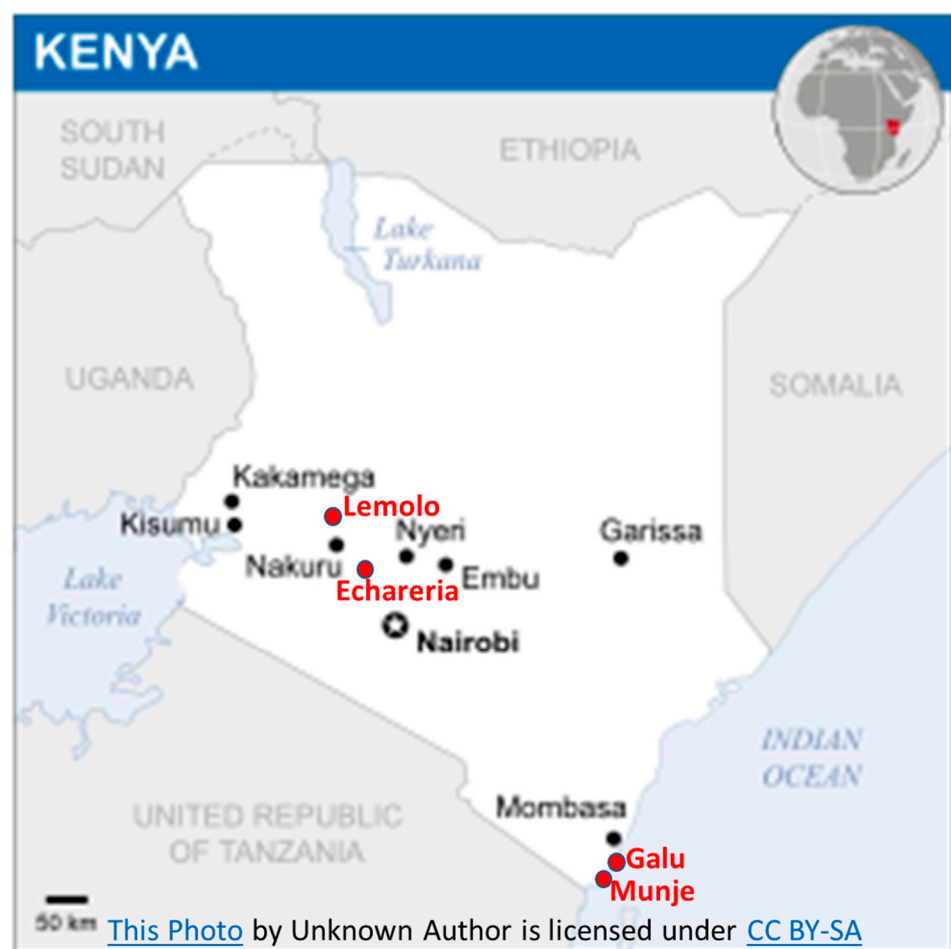 KENYA
SOUTH
SUDAN
ETHIOPIA
Lake
Turkana
UGANDA
SOMALIA
Kakamega
Lemolo
Kisumu
Nyeri
Garissa
Nakuru
Embu
Echareria
Lake
Victoria
Nairobi
INDIAN
OCEAN
Mombasa
UNITED REPUBLIC
OF TANZANIA
Galu
Munje
50 km
This Photo by Unknown Author is licensed under CC BY-SA